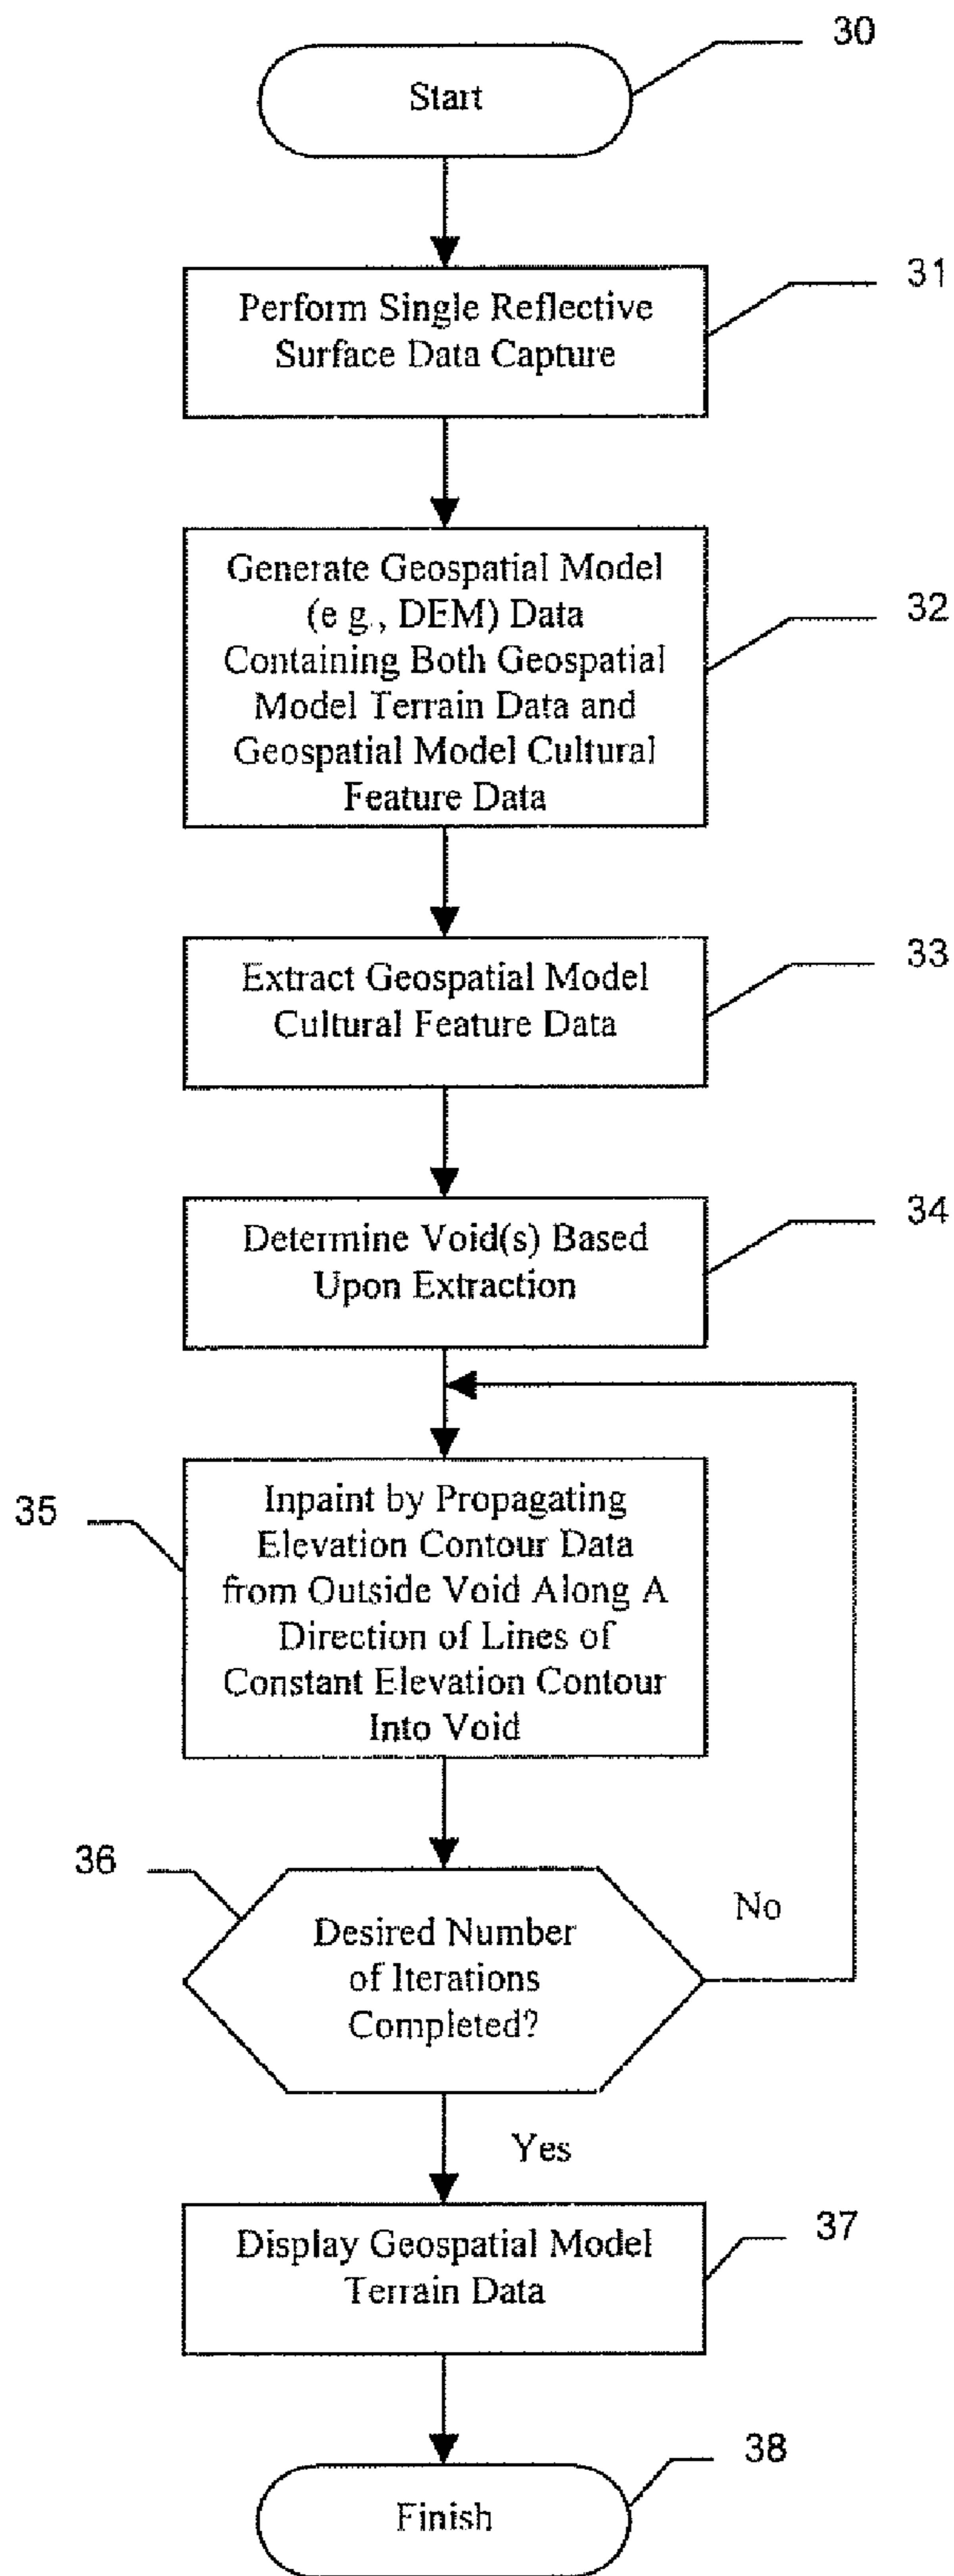 30
Start
31
Perform Single Reflective
Surface Data Capture
32
Generate Geospatial Model
(e g., DEM) Data
Containing Both Geospatial
Model Terrain Data and
Geospatial Model Cultural
Feature Data
33
Extract Geospatial Model
Cultural Feature Data
34
Determine Void(s) Based
Upon Extraction
35
Inpaint by Propagating
Elevation Contour Data
from Outside Void Along A
Direction of Lines of
Constant Elevation Contour
Into Void
36
Desired Number
of Iterations
Completed?
No
Yes
37
Display Geospatial Model
Terrain Data
38
Finish